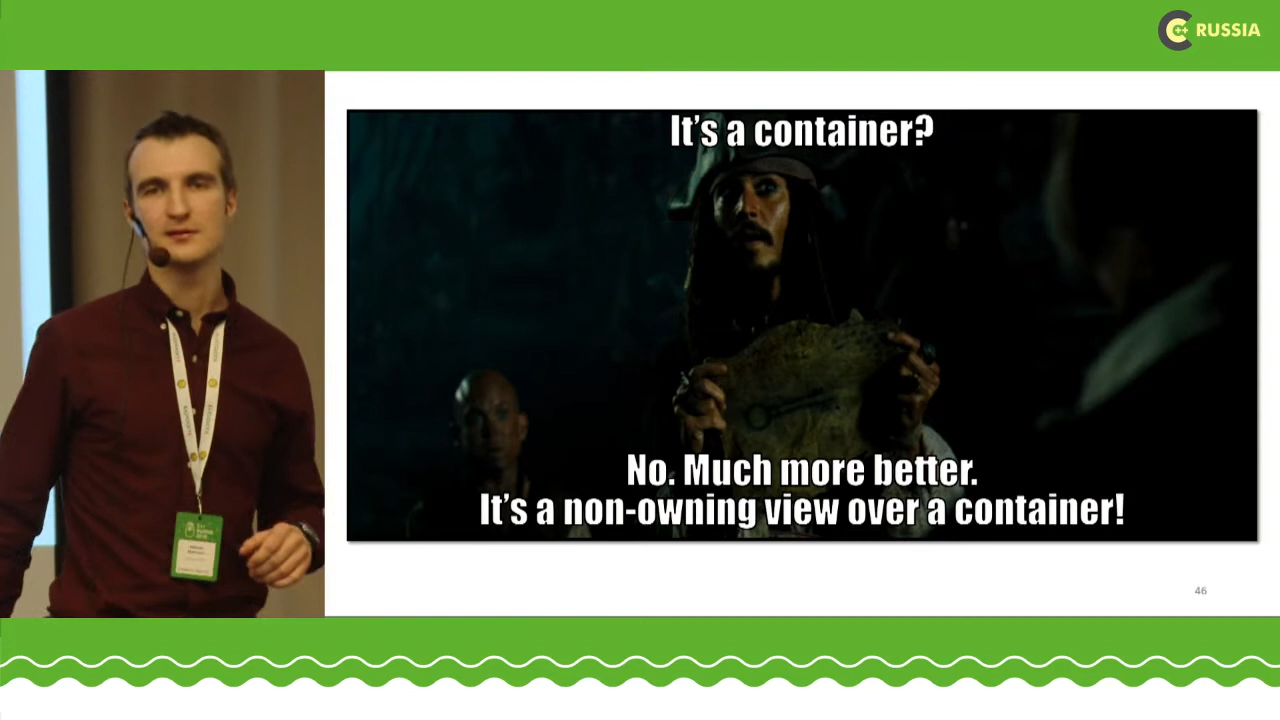 C++ RUSSIA
It's a container?
No. Much more better.
It's a non-owning view over a container!
46